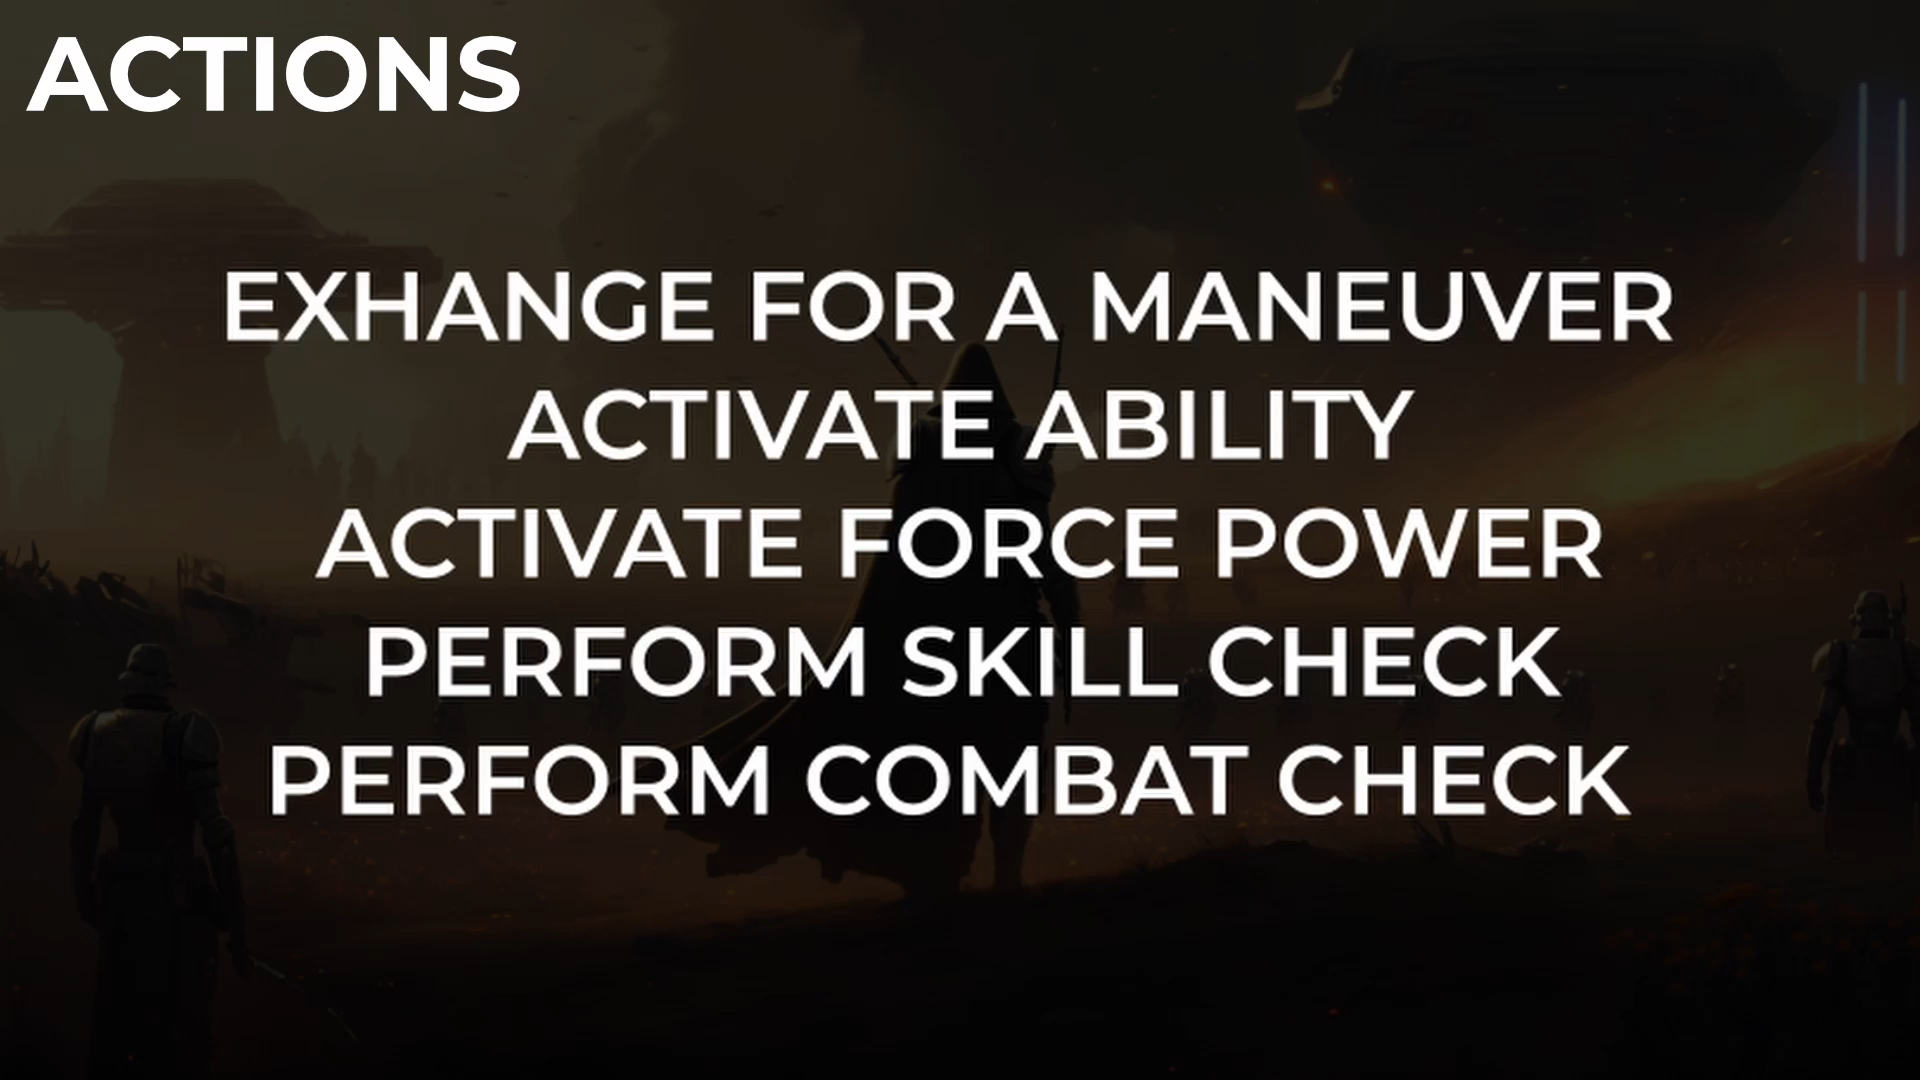 ACTIONS
EXHANGE FOR A MANEUVER
ACTIVATE ABILITY
ACTIVATE FORCE POWER
PERFORM SKILL CHECK
PERFORM COMBAT CHECK